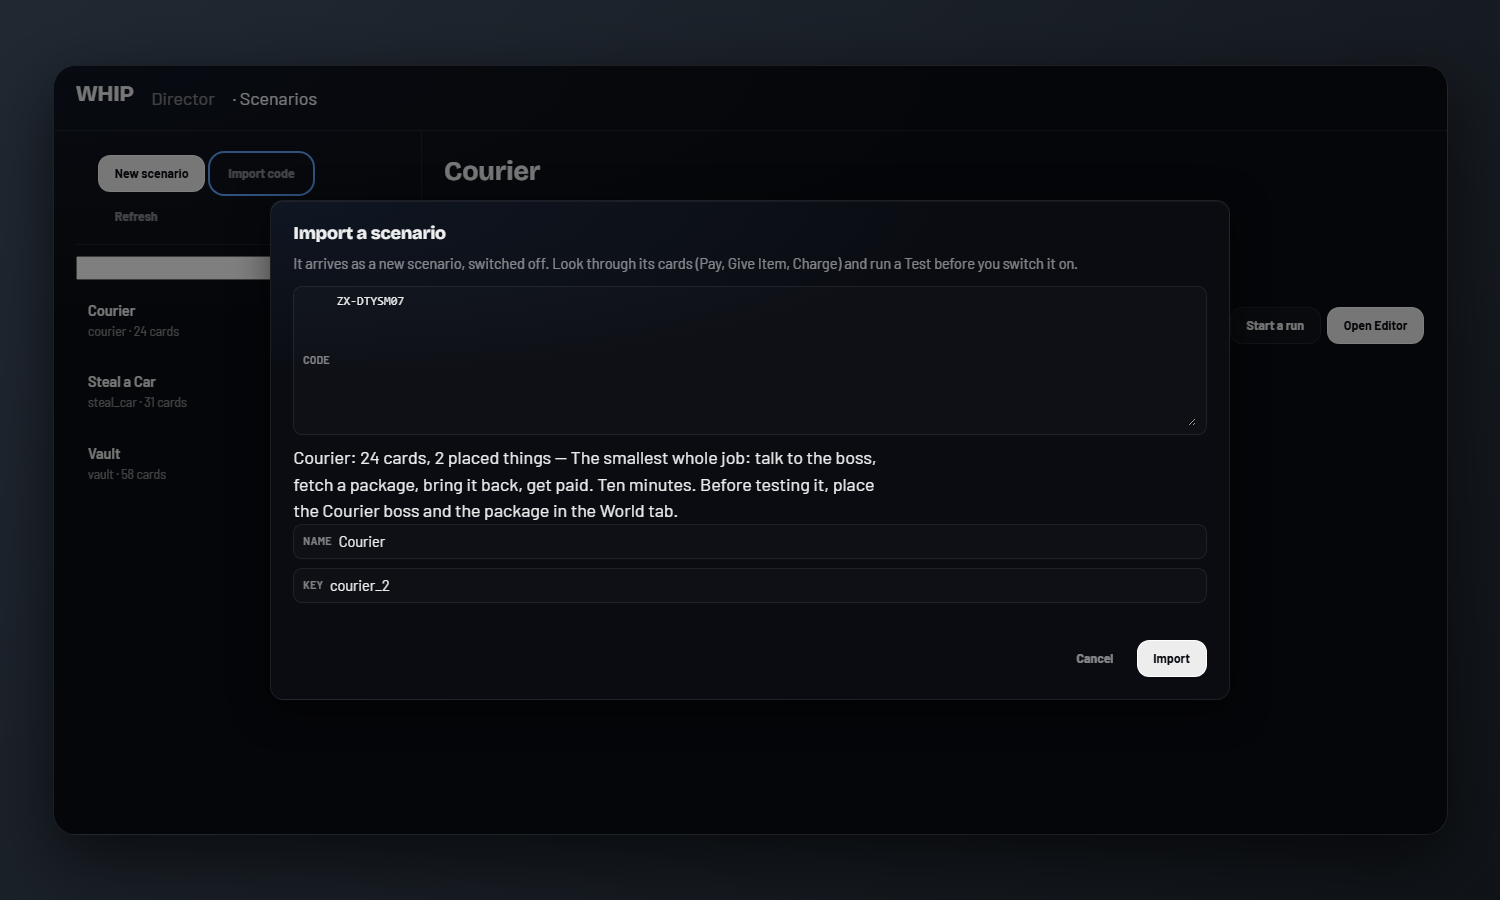 WHIP Director · Scenarios
New scenario Import code
Refresh
Courier
courier · 24 cards
Steal a Car
steal_car · 31 cards
Vault
vault · 58 cards
Courier
Start a run Open Editor
Import a scenario
It arrives as a new scenario, switched off. Look through its cards (Pay, Give Item, Charge) and run a Test before you switch it on.
ZX-DTYSM07
CODE
Courier: 24 cards, 2 placed things — The smallest whole job: talk to the boss,
fetch a package, bring it back, get paid. Ten minutes. Before testing it, place
the Courier boss and the package in the World tab.
NAME Courier
KEY courier_2
Cancel Import